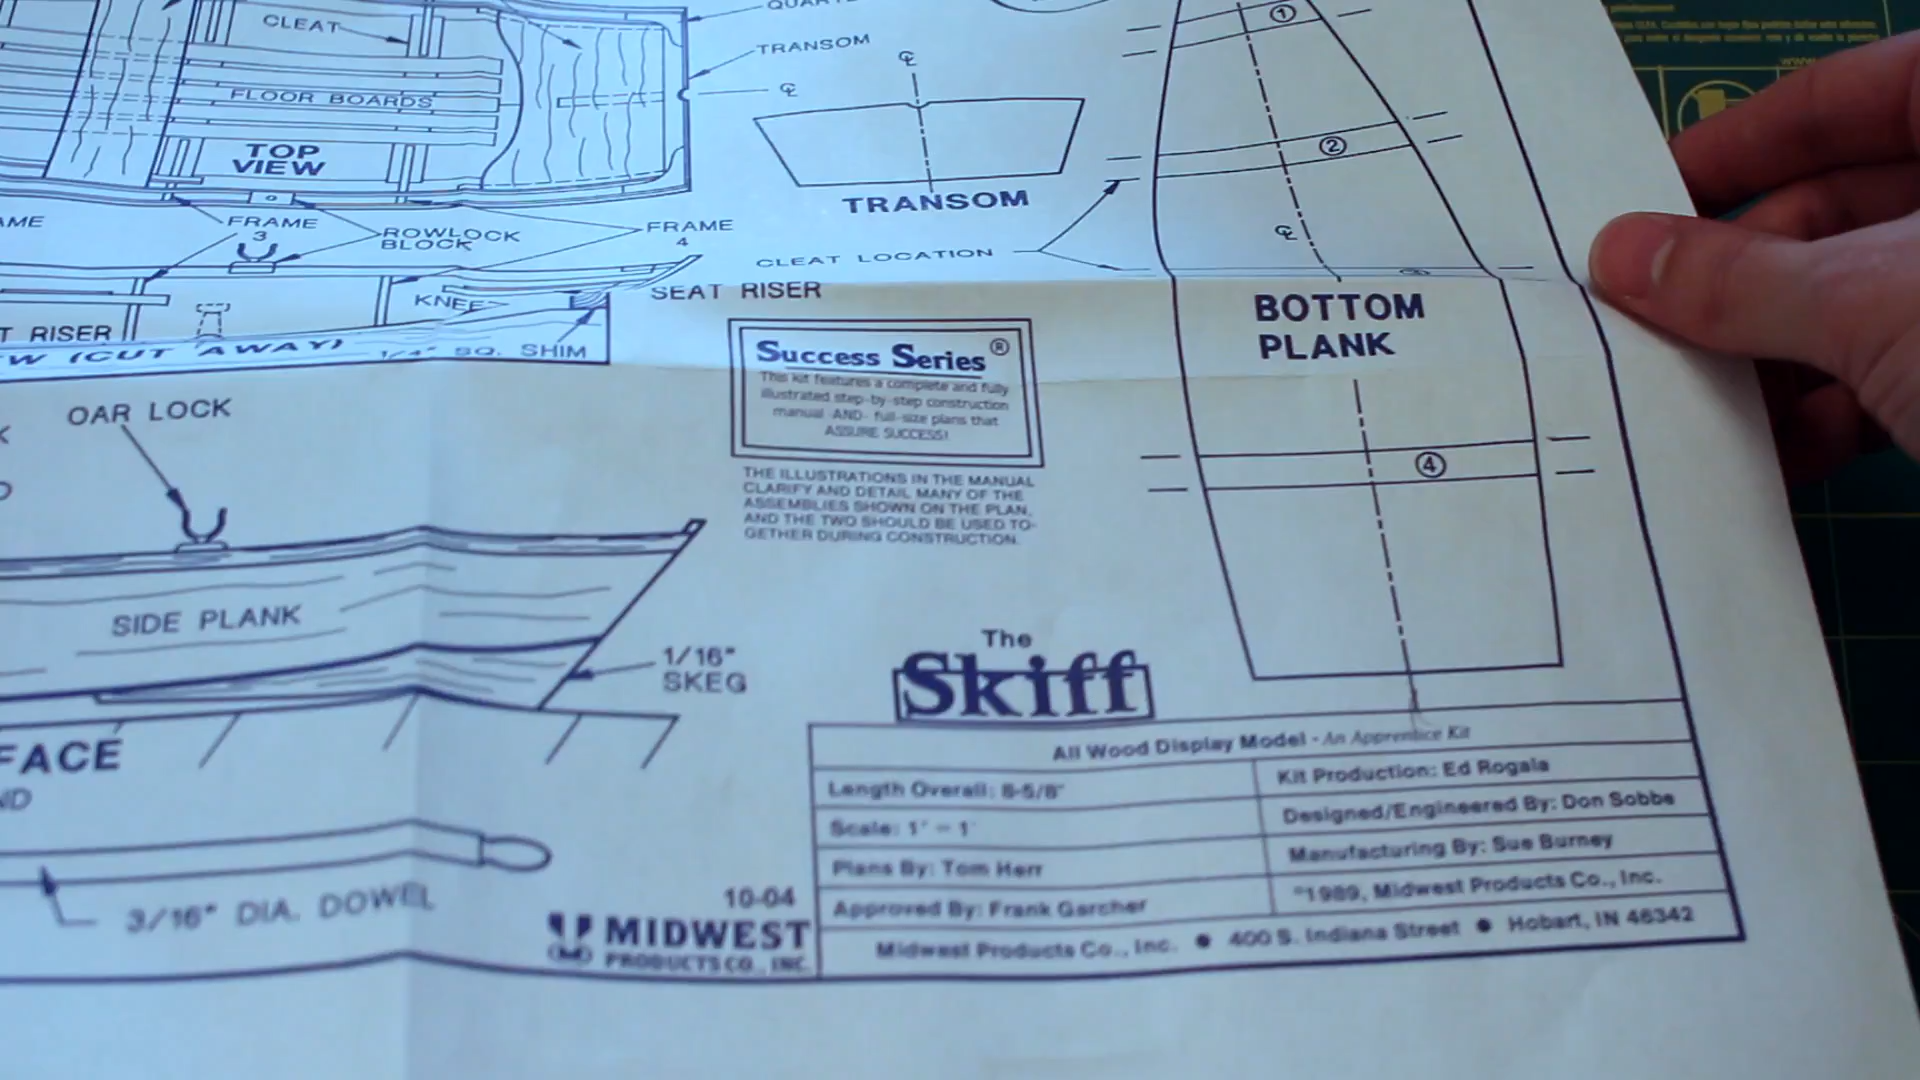 CLEAT
TRANSOM
℄
℄
FLOOR BOARDS
TOP
VIEW
TRANSOM
①
②
℄
FRAME
3
ROWLOCK
BLOCK
FRAME
4
CLEAT LOCATION
KNEE
SEAT RISER
RISER
(CUT AWAY)
1/4" SQ. SHIM
BOTTOM
PLANK
④
Success Series®
This kit features a complete and fully
illustrated step-by-step construction
manual -AND- full-size plans that
ASSURE SUCCESS!
THE ILLUSTRATIONS IN THE MANUAL
CLARIFY AND DETAIL MANY OF THE
ASSEMBLIES SHOWN ON THE PLAN,
AND THE TWO SHOULD BE USED TO-
GETHER DURING CONSTRUCTION.
OAR LOCK
SIDE PLANK
1/16"
SKEG
3/16" DIA. DOWEL
10-04
MIDWEST
PRODUCTS CO., INC.
The
Skiff
All Wood Display Model - An Apprentice Kit
Length Overall: 8-5/8"
Kit Production: Ed Rogala
Scale: 1" = 1'
Designed/Engineered By: Don Sobbe
Plans By: Tom Herr
Manufacturing By: Sue Burney
Approved By: Frank Garcher
©1989, Midwest Products Co., Inc.
Midwest Products Co., Inc. ● 400 S. Indiana Street ● Hobart, IN 46342